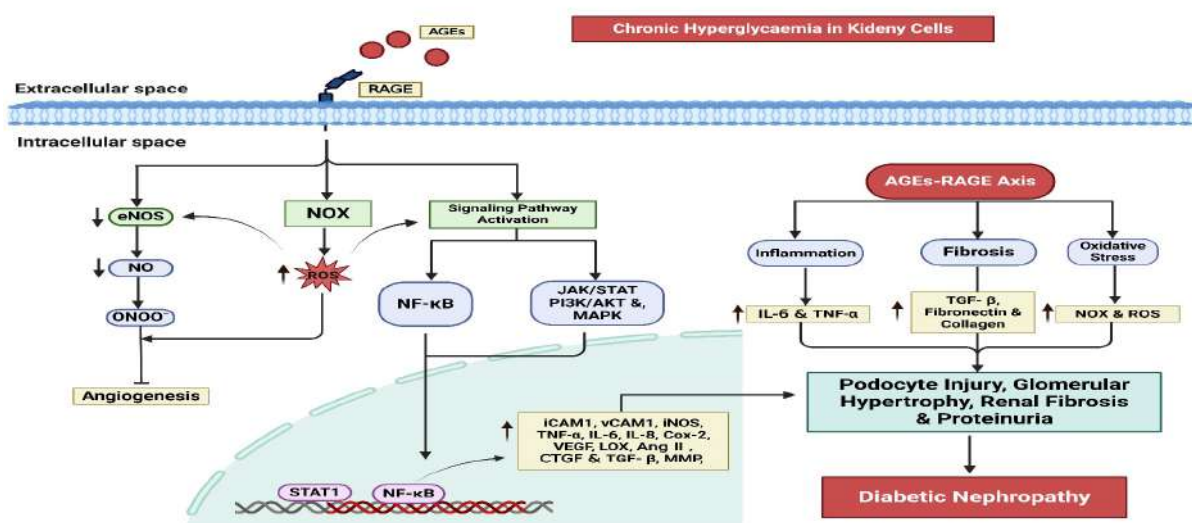 AGEs
Chronic Hyperglycaemia in Kideny Cells
RAGE
Extracellular space
Intracellular space
eNOS
NOX
Signaling Pathway
Activation
NO
ROS
ONOO⁻
Angiogenesis
NF-κB
JAK/STAT
PI3K/AKT &,
MAPK
iCAM1, vCAM1, iNOS,
TNF-α, IL-6, IL-8, Cox-2,
VEGF, LOX, Ang II ,
CTGF & TGF- β, MMP,
STAT1
NF-κB
AGEs-RAGE Axis
Inflammation
Fibrosis
Oxidative
Stress
IL-6 & TNF-α
TGF- β,
Fibronectin &
Collagen
NOX & ROS
Podocyte Injury, Glomerular
Hypertrophy, Renal Fibrosis
& Proteinuria
Diabetic Nephropathy